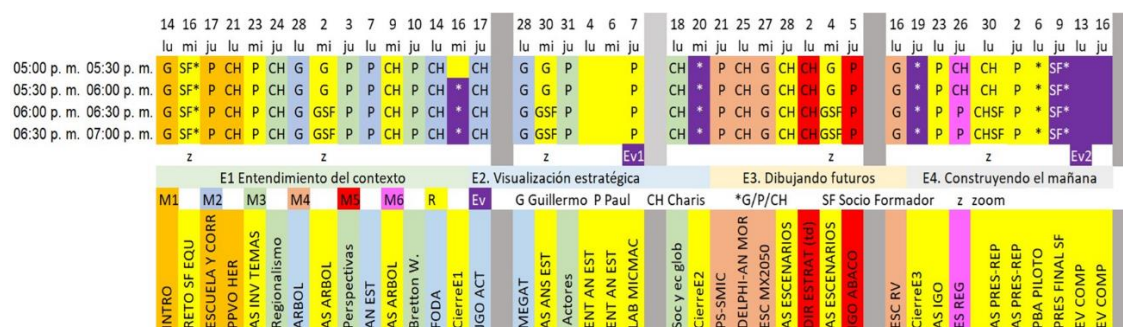 14 16 17 21 23 24 28 2 3 7 9 10 14 16 17 28 30 31 4 6 7 18 20 21 25 27 28 2 4 5 16 19 23 26 30 2 6 9 13 16
lu mi ju lu mi ju lu mi ju lu mi ju lu mi ju lu mi ju lu mi ju lu mi ju lu mi ju lu mi ju lu ju lu ju lu ju lu ju lu ju
05:00 p. m. 05:30 p. m. G SF* P CH P CH G G P P CH P CH CH G G P P CH * P CH G CH CH G P G * P CH CH P * SF*
05:30 p. m. 06:00 p. m. G SF* P CH P CH G G P P CH P CH * CH G G P P CH * P CH G CH CH G P G * P CH CH P * SF*
06:00 p. m. 06:30 p. m. G SF* P CH P CH G GSF P P CH P CH * CH G GSF P P CH * P CH G CH CH GSF P G * P P CHSF P * SF*
06:30 p. m. 07:00 p. m. G SF* P CH P CH G GSF P P CH P CH * CH G GSF P P CH * P CH G CH CH GSF P G * P P CHSF P * SF*
z z z Ev1 z z Ev2
E1 Entendimiento del contexto E2. Visualización estratégica E3. Dibujando futuros E4. Construyendo el mañana
M1 M2 M3 M4 M5 M6 R Ev G Guillermo P Paul CH Charis *G/P/CH SF Socio Formador z zoom
INTRO
RETO SF EQU
ESCUELA Y CORR
PPVO HER
AS INV TEMAS
Regionalismo
ARBOL
AS ARBOL
Perspectivas
AN EST
AS ARBOL
Bretton W.
FODA
CierreE1
IGO ACT
MEGAT
AS ANS EST
Actores
ENT AN EST
ENT AN EST
LAB MICMAC
Soc y ec glob
CierreE2
PS-SMIC
DELPHI-AN MOR
ESC MX2050
AS ESCENARIOS
DIR ESTRAT (td)
AS ESCENARIOS
IGO ABACO
ESC RV
CierreE3
AS IGO
ES REG
AS PRES-REP
AS PRES-REP
PBA PILOTO
PRES FINAL SF
EV COMP
EV COMP